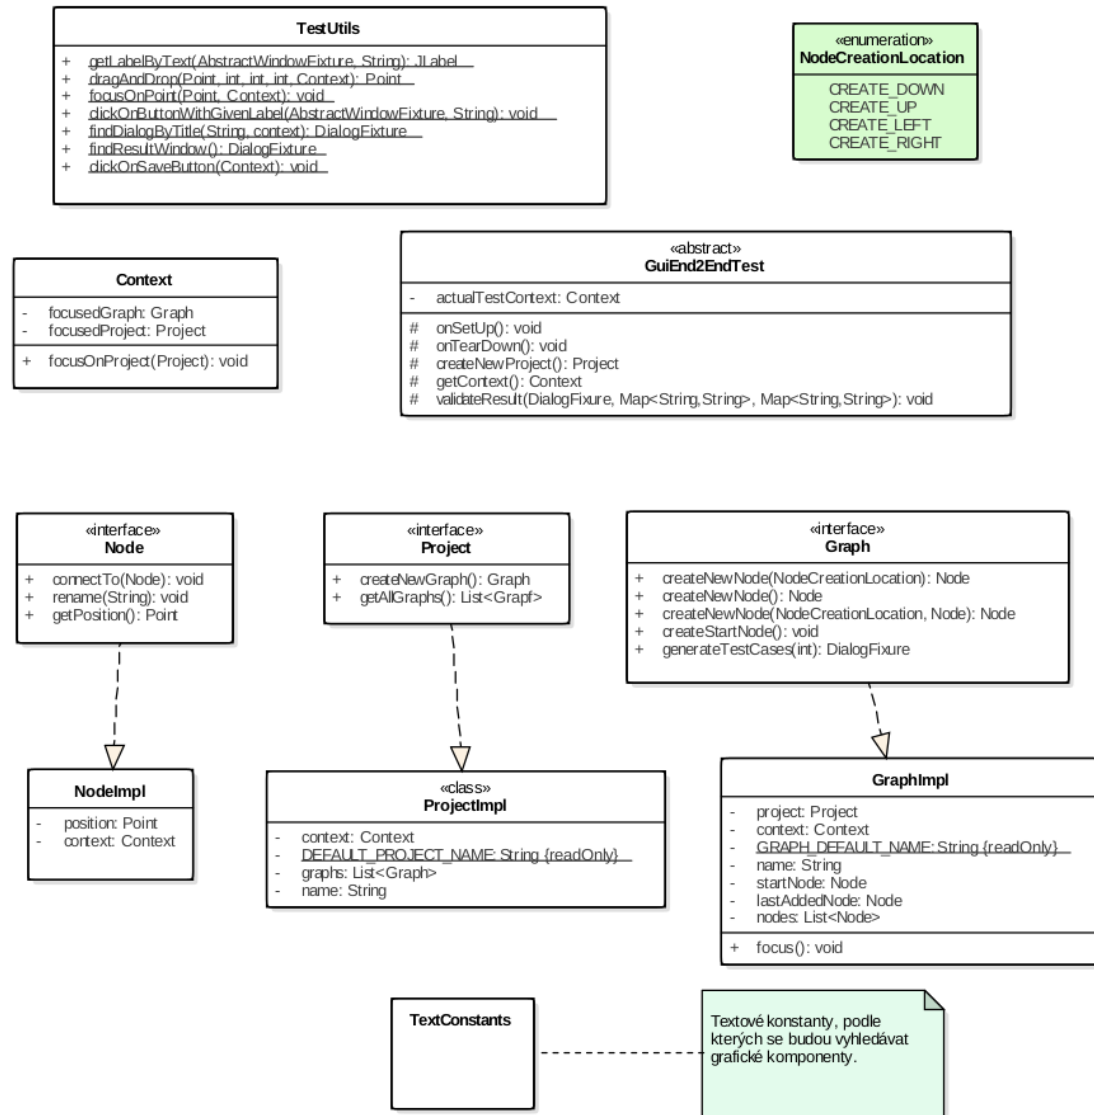 TestUtils
+ getLabelByText(AbstractWindowFixture, String): JLabel
+ dragAndDrop(Point, int, int, int, Context): Point
+ focusOnPoint(Point, Context): void
+ clickOnButtonWithGivenLabel(AbstractWindowFixture, String): void
+ findDialogByTitle(String, context): DialogFixture
+ findResultWindow(): DialogFixture
+ clickOnSaveButton(Context): void
«enumeration»
NodeCreationLocation
CREATE_DOWN
CREATE_UP
CREATE_LEFT
CREATE_RIGHT
Context
- focusedGraph: Graph
- focusedProject: Project
+ focusOnProject(Project): void
«abstract»
GuiEnd2EndTest
- actualTestContext: Context
# onSetUp(): void
# onTearDown(): void
# createNewProject(): Project
# getContext(): Context
# validateResult(DialogFixure, Map<String,String>, Map<String,String>): void
«interface»
Node
+ connectTo(Node): void
+ rename(String): void
+ getPosition(): Point
«interface»
Project
+ createNewGraph(): Graph
+ getAllGraphs(): List<Grapf>
«interface»
Graph
+ createNewNode(NodeCreationLocation): Node
+ createNewNode(): Node
+ createNewNode(NodeCreationLocation, Node): Node
+ createStartNode(): void
+ generateTestCases(int): DialogFixure
NodeImpl
- position: Point
- context: Context
«class»
ProjectImpl
- context: Context
- DEFAULT_PROJECT_NAME: String {readOnly}
- graphs: List<Graph>
- name: String
GraphImpl
- project: Project
- context: Context
- GRAPH_DEFAULT_NAME: String {readOnly}
- name: String
- startNode: Node
- lastAddedNode: Node
- nodes: List<Node>
+ focus(): void
TextConstants
Textové konstanty, podle
kterých se budou vyhledávat
grafické komponenty.